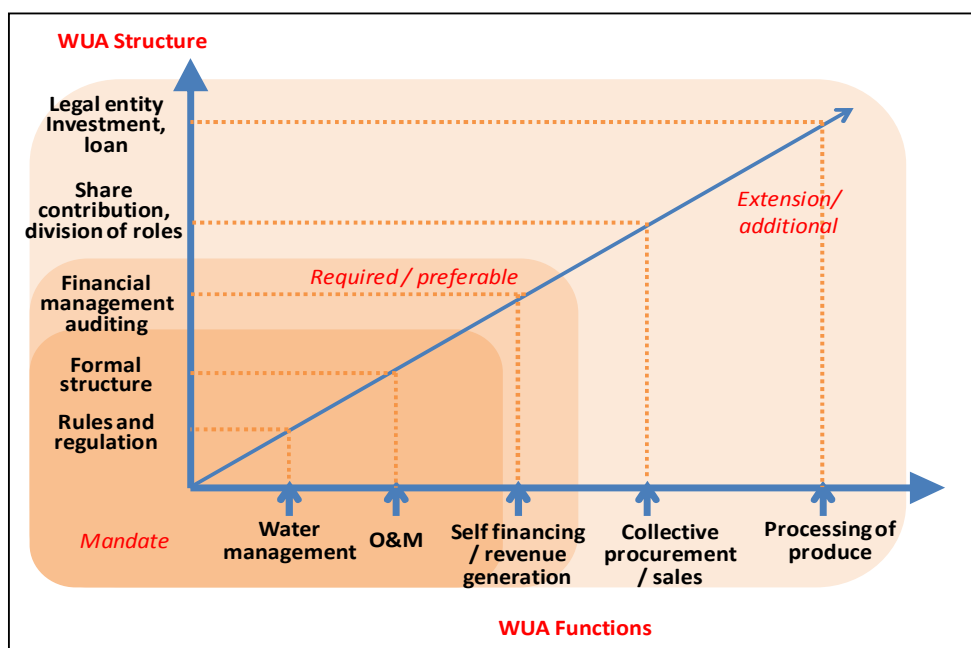 WUA Structure
Legal entity
Investment,
loan
Share
contribution,
division of roles
Extension/
additional
Financial
management
auditing
Required / preferable
Formal
structure
Rules and
regulation
Mandate
Water
management
O&M
Self financing
/ revenue
generation
Collective
procurement
/ sales
Processing of
produce
WUA Functions